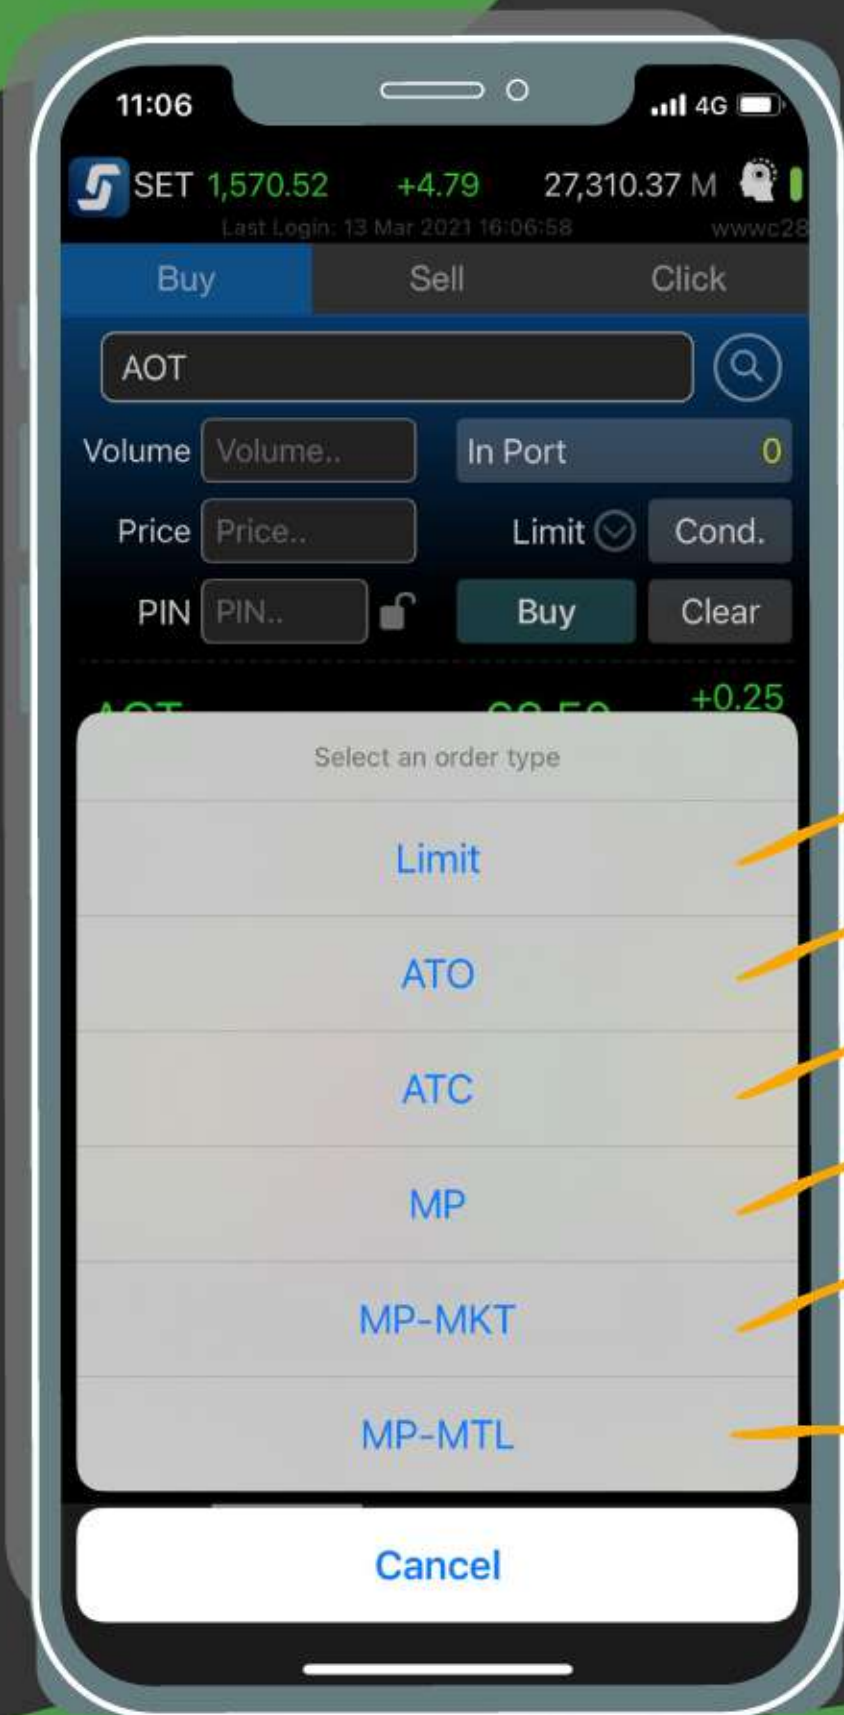 11:06 4G
SET 1,570.52 +4.79 27,310.37 M
Last Login: 13 Mar 2021 16:06:58 wwwc28
Buy Sell Click
AOT
Volume Volume.. In Port 0
Price Price.. Limit Cond.
PIN PIN.. Buy Clear
+0.25
Select an order type
Limit
ATO
ATC
MP
MP-MKT
MP-MTL
Cancel